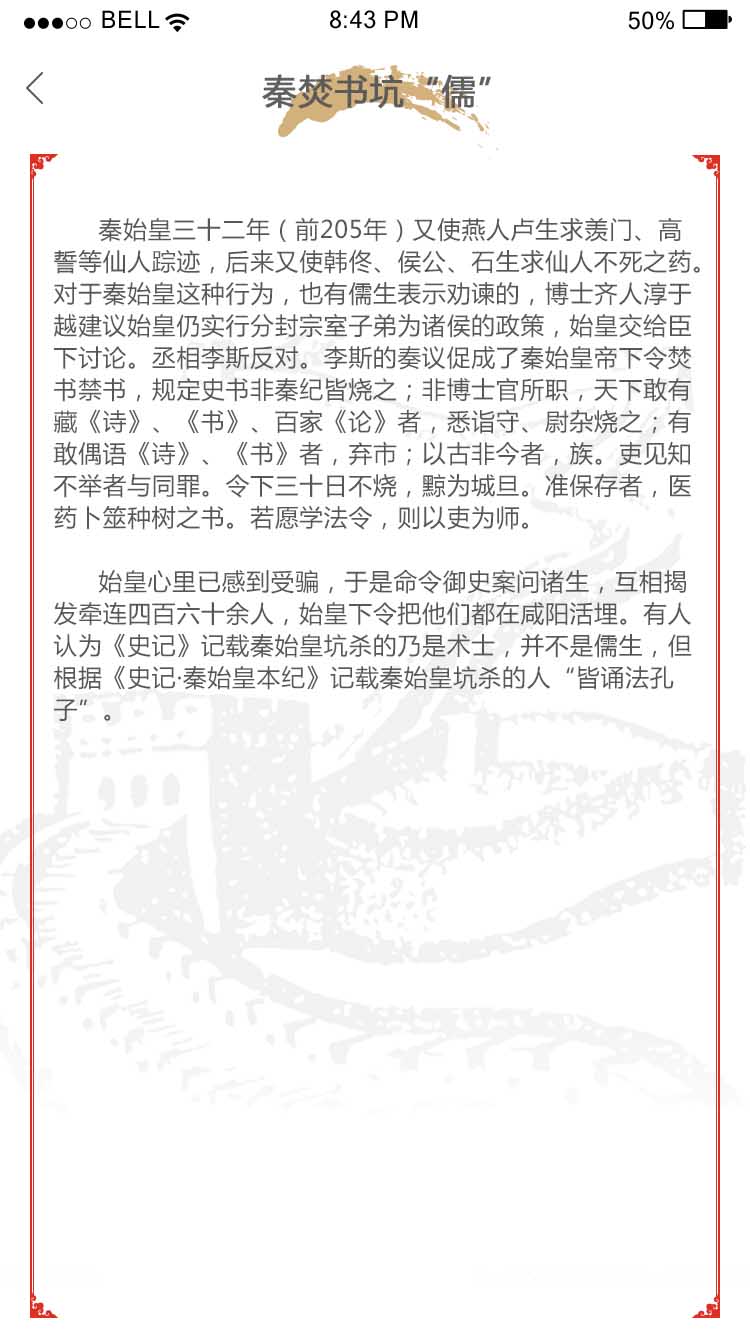 BELL 8:43 PM 50%
秦焚书坑“儒”
秦始皇三十二年（前205年）又使燕人卢生求羡门、高
誓等仙人踪迹，后来又使韩佟、侯公、石生求仙人不死之药。
对于秦始皇这种行为，也有儒生表示劝谏的，博士齐人淳于
越建议始皇仍实行分封宗室子弟为诸侯的政策，始皇交给臣
下讨论。丞相李斯反对。李斯的奏议促成了秦始皇帝下令焚
书禁书，规定史书非秦纪皆烧之；非博士官所职，天下敢有
藏《诗》、《书》、百家《论》者，悉诣守、尉杂烧之；有
敢偶语《诗》、《书》者，弃市；以古非今者，族。吏见知
不举者与同罪。令下三十日不烧，黥为城旦。准保存者，医
药卜筮种树之书。若愿学法令，则以吏为师。
始皇心里已感到受骗，于是命令御史案问诸生，互相揭
发牵连四百六十余人，始皇下令把他们都在咸阳活埋。有人
认为《史记》记载秦始皇坑杀的乃是术士，并不是儒生，但
根据《史记·秦始皇本纪》记载秦始皇坑杀的人“皆诵法孔
子”。